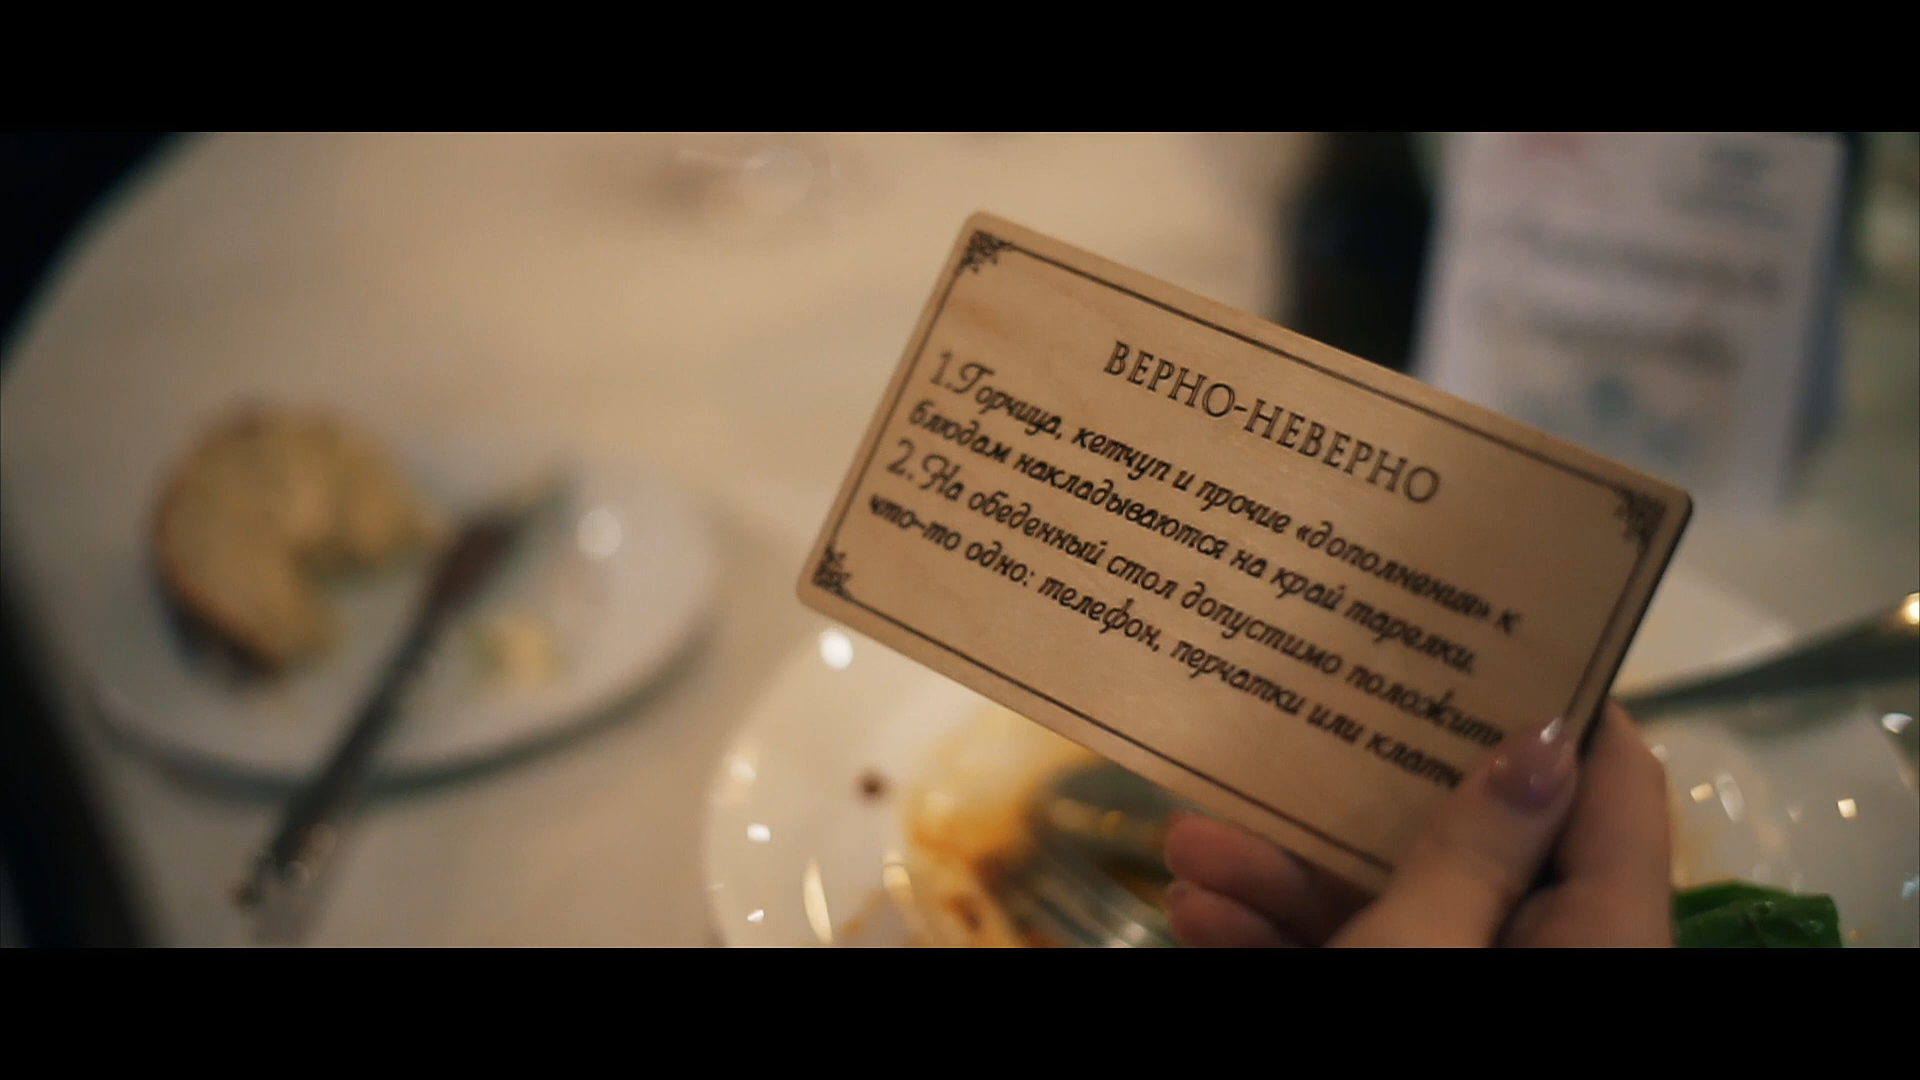 ВЕРНО-НЕВЕРНО
1.Горчица, кетчуп и прочие «дополнения» к
блюдам накладываются на край тарелки.
2.На обеденный стол допустимо положить
что-то одно: телефон, перчатки или клатч